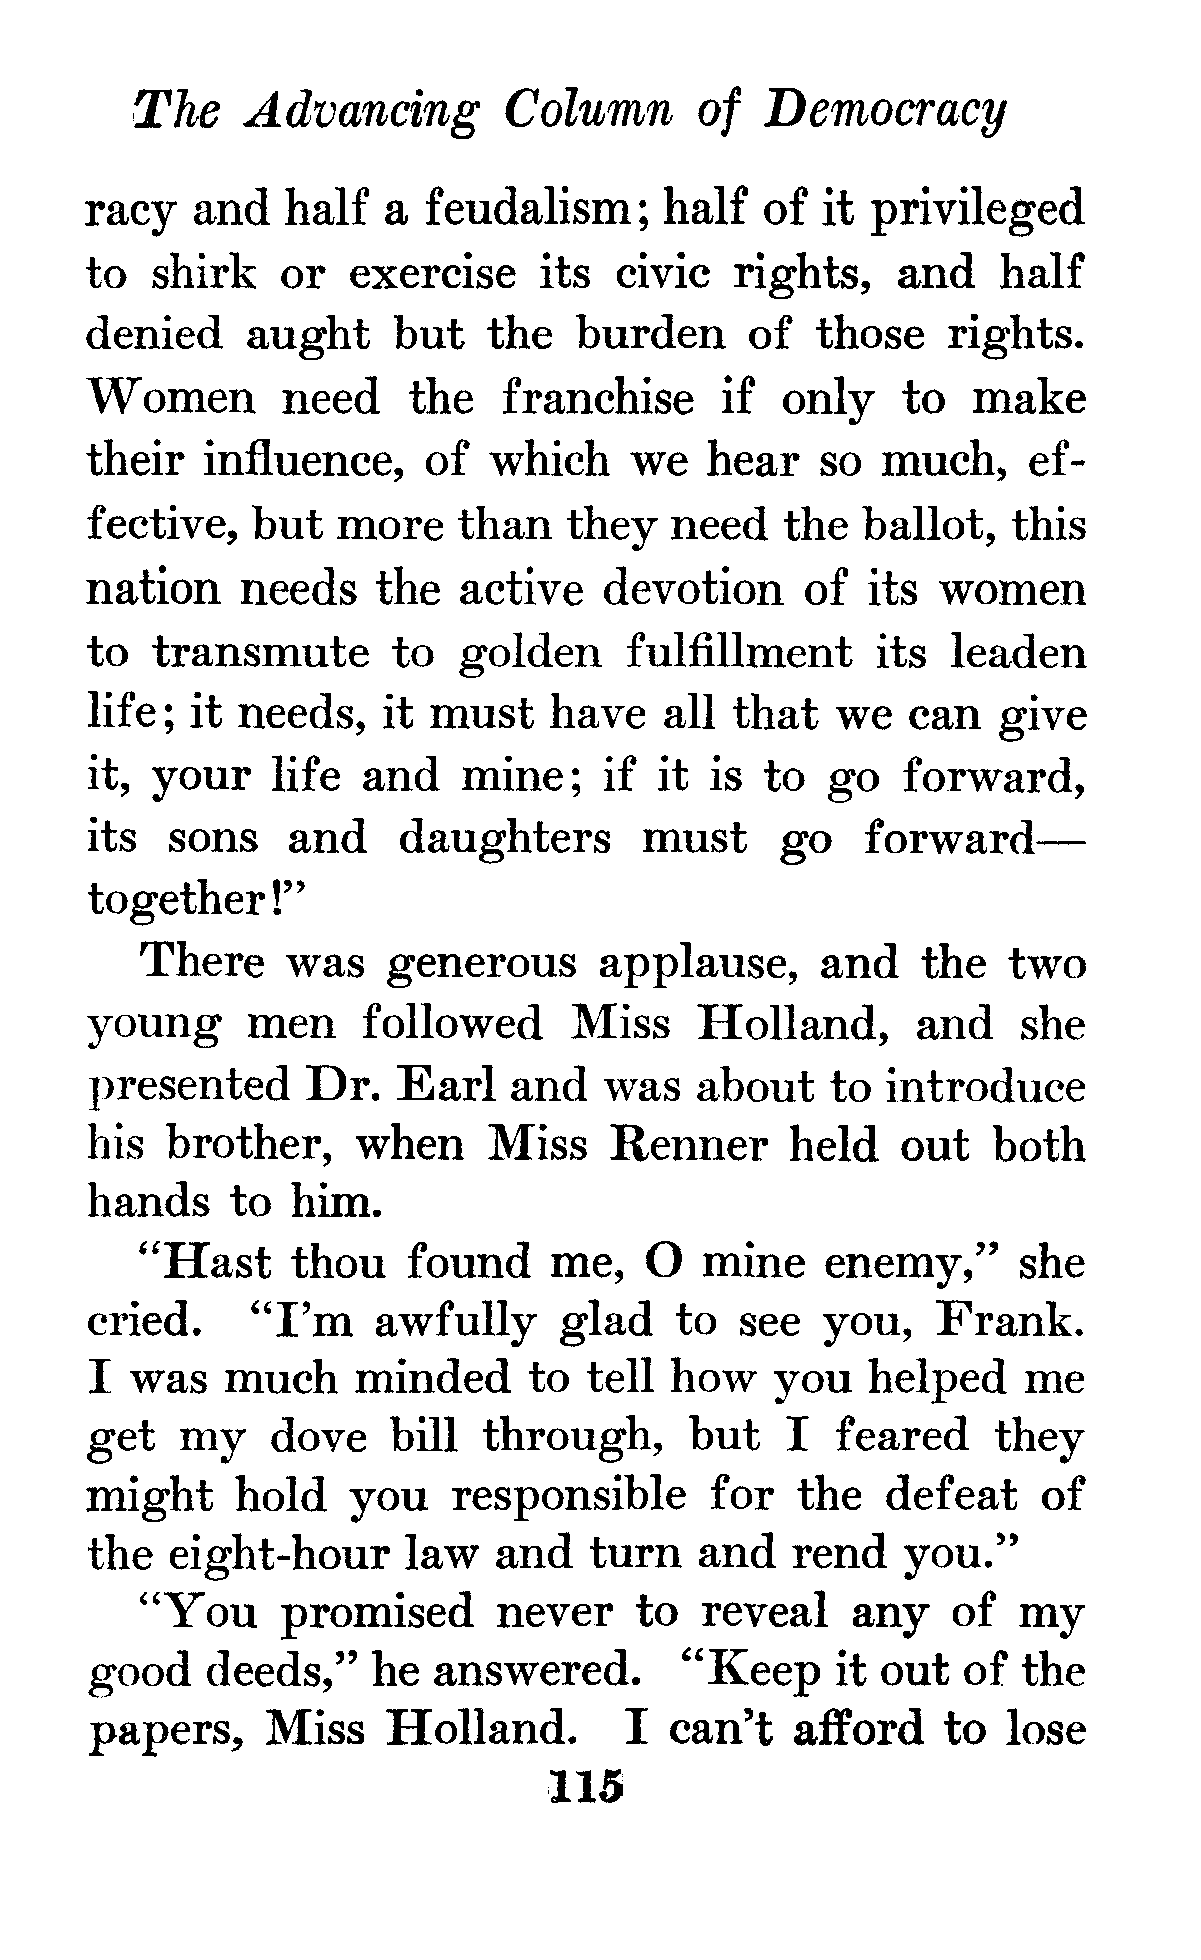 The Advancing Column of Democracy
racy and half a feudalism; half of it privileged
to shirk or exercise its civic rights, and half
denied aught but the burden of those rights.
Women need the franchise if only to make
their influence, of which we hear so much, ef-
fective, but more than they need the ballot, this
nation needs the active devotion of its women
to transmute to golden fulfillment its leaden
life; it needs, it must have all that we can give
it, your life and mine; if it is to go forward,
its sons and daughters must go forward—
together!”
There was generous applause, and the two
young men followed Miss Holland, and she
presented Dr. Earl and was about to introduce
his brother, when Miss Renner held out both
hands to him.
“Hast thou found me, O mine enemy,” she
cried. “I’m awfully glad to see you, Frank.
I was much minded to tell how you helped me
get my dove bill through, but I feared they
might hold you responsible for the defeat of
the eight-hour law and turn and rend you.”
“You promised never to reveal any of my
good deeds,” he answered. “Keep it out of the
papers, Miss Holland. I can’t afford to lose
115